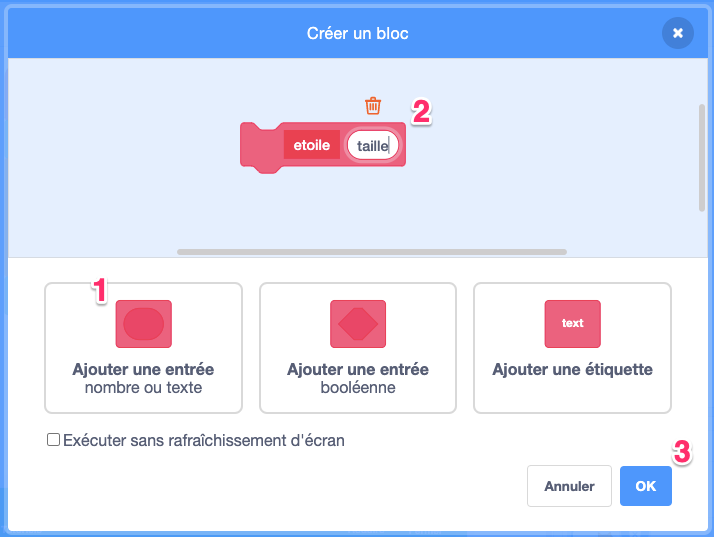 Créer un bloc
2
etoile taille
1
text
Ajouter une entrée
nombre ou texte
Ajouter une entrée
booléenne
Ajouter une étiquette
Exécuter sans rafraîchissement d'écran
3
Annuler
OK